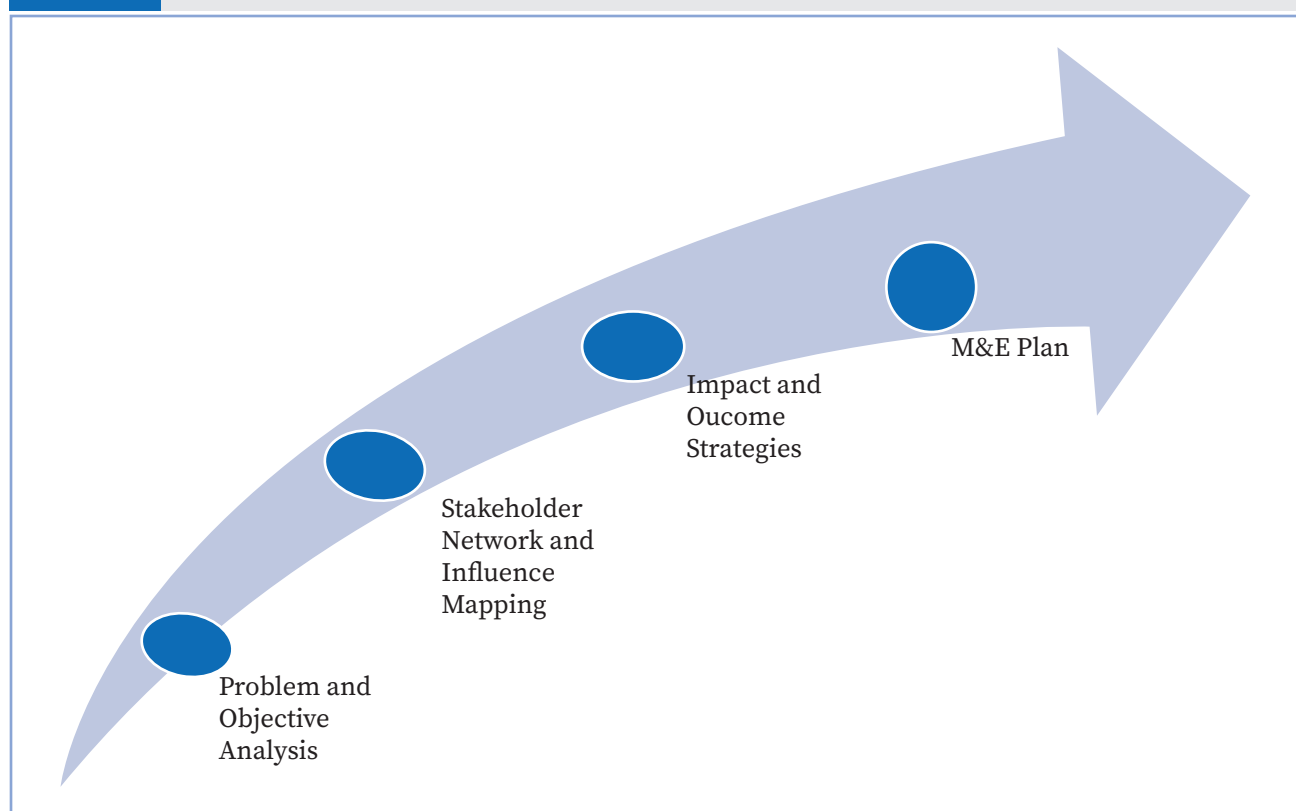 Problem and
Objective
Analysis
Stakeholder
Network and
Influence
Mapping
Impact and
Oucome
Strategies
M&E Plan